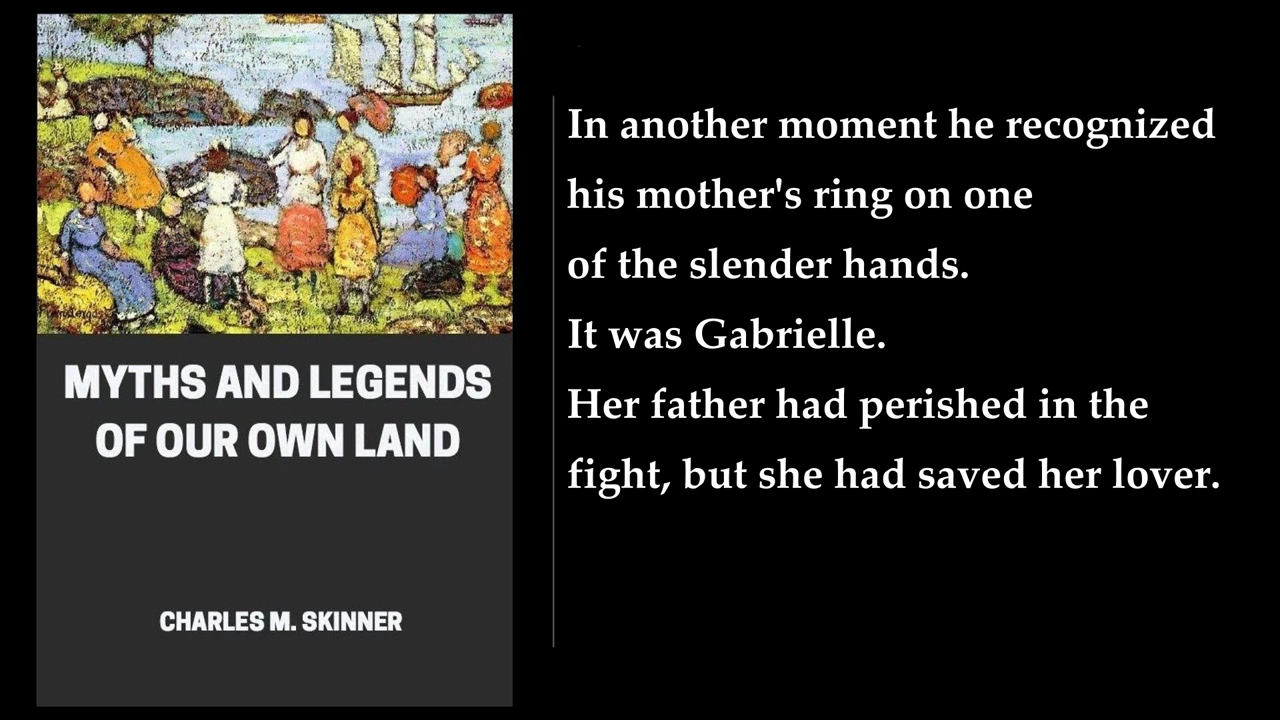 MYTHS AND LEGENDS
OF OUR OWN LAND
CHARLES M. SKINNER
In another moment he recognized
his mother's ring on one
of the slender hands.
It was Gabrielle.
Her father had perished in the
fight, but she had saved her lover.